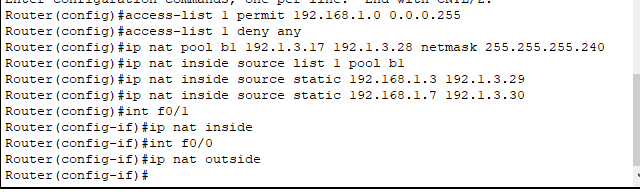 Enter configuration commands, one per line.  End with CNTL/Z.
Router(config)#access-list 1 permit 192.168.1.0 0.0.0.255
Router(config)#access-list 1 deny any
Router(config)#ip nat pool b1 192.1.3.17 192.1.3.28 netmask 255.255.255.240
Router(config)#ip nat inside source list 1 pool b1
Router(config)#ip nat inside source static 192.168.1.3 192.1.3.29
Router(config)#ip nat inside source static 192.168.1.7 192.1.3.30
Router(config)#int f0/1
Router(config-if)#ip nat inside
Router(config-if)#int f0/0
Router(config-if)#ip nat outside
Router(config-if)#